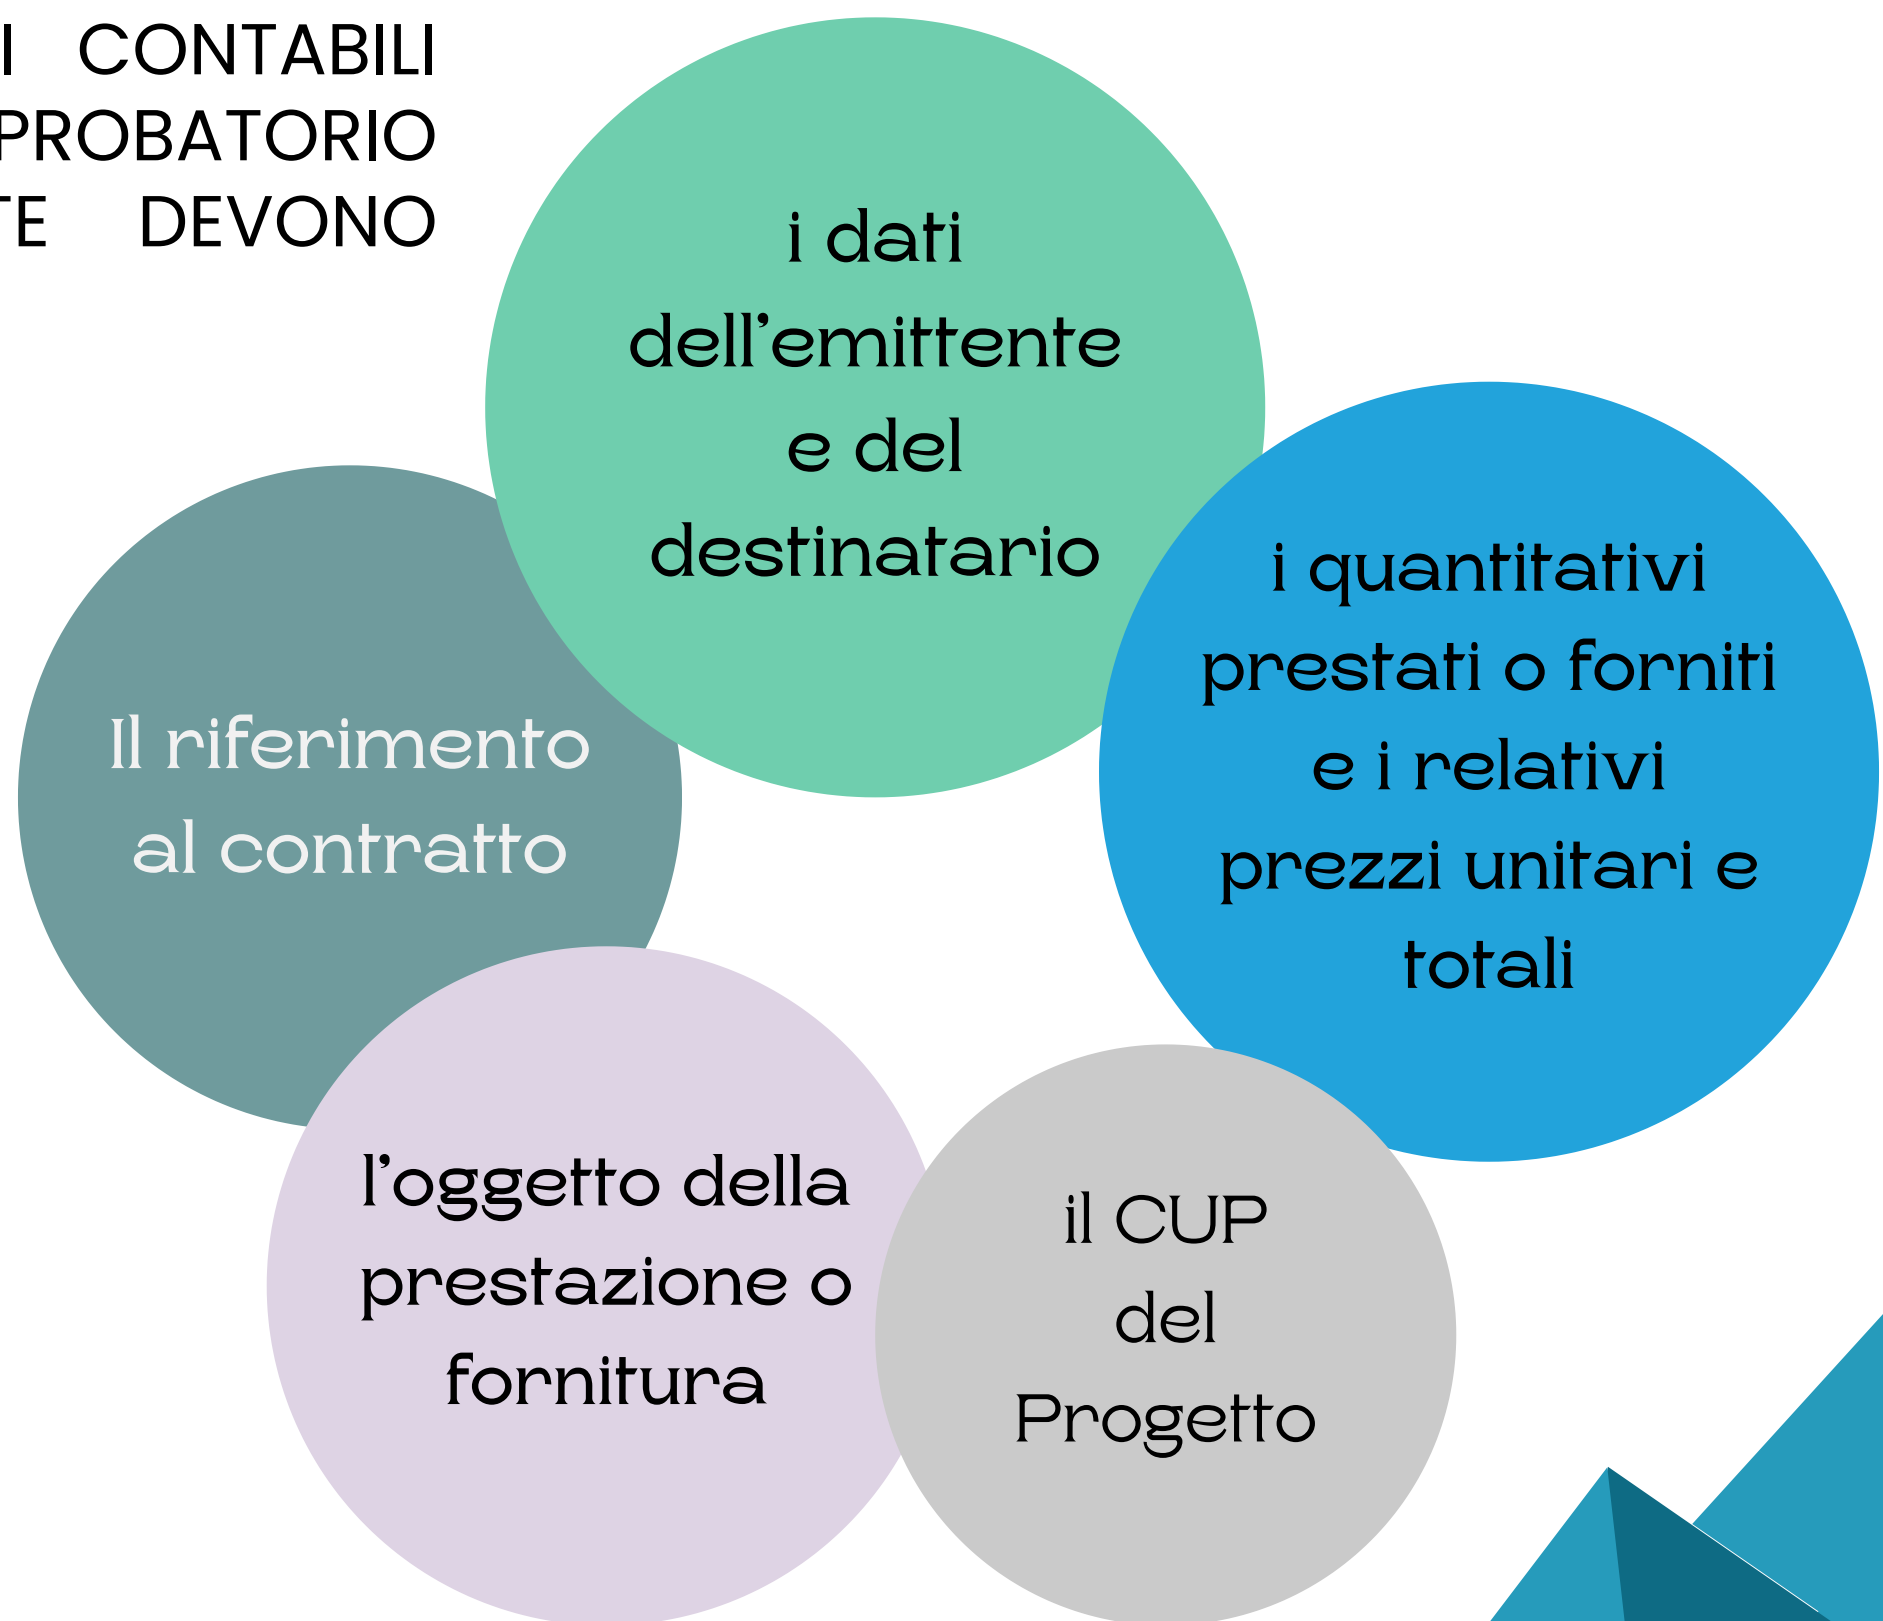 I CONTABILI
PROBATORIO
TE DEVONO
i dati
dell’emittente
e del
destinatario
i quantitativi
prestati o forniti
e i relativi
prezzi unitari e
totali
Il riferimento
al contratto
l’oggetto della
prestazione o
fornitura
il CUP
del
Progetto